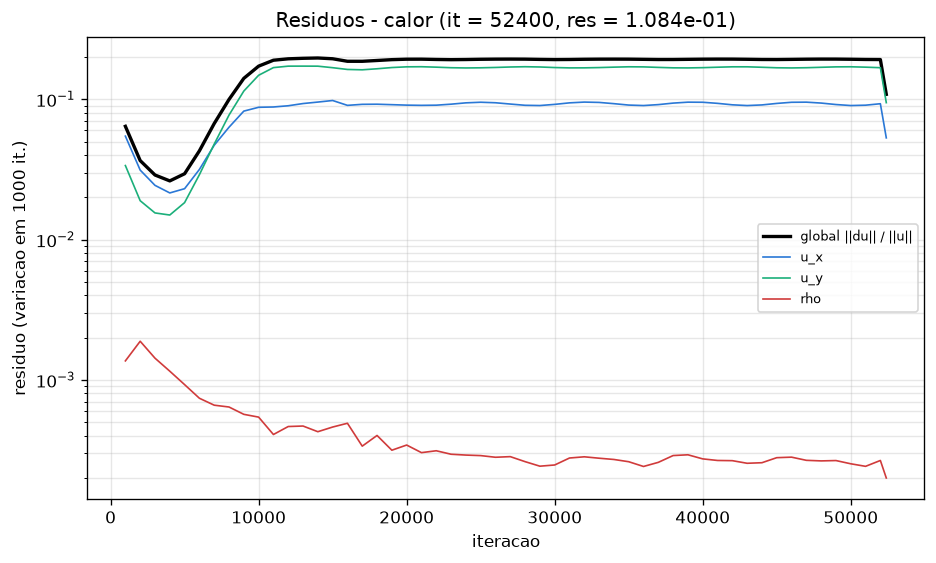 Residuos - calor (it = 52400, res = 1.084e-01)
residuo (variacao em 1000 it.)
10⁻¹
10⁻²
10⁻³
global ||du|| / ||u||
u_x
u_y
rho
0 10000 20000 30000 40000 50000
iteracao